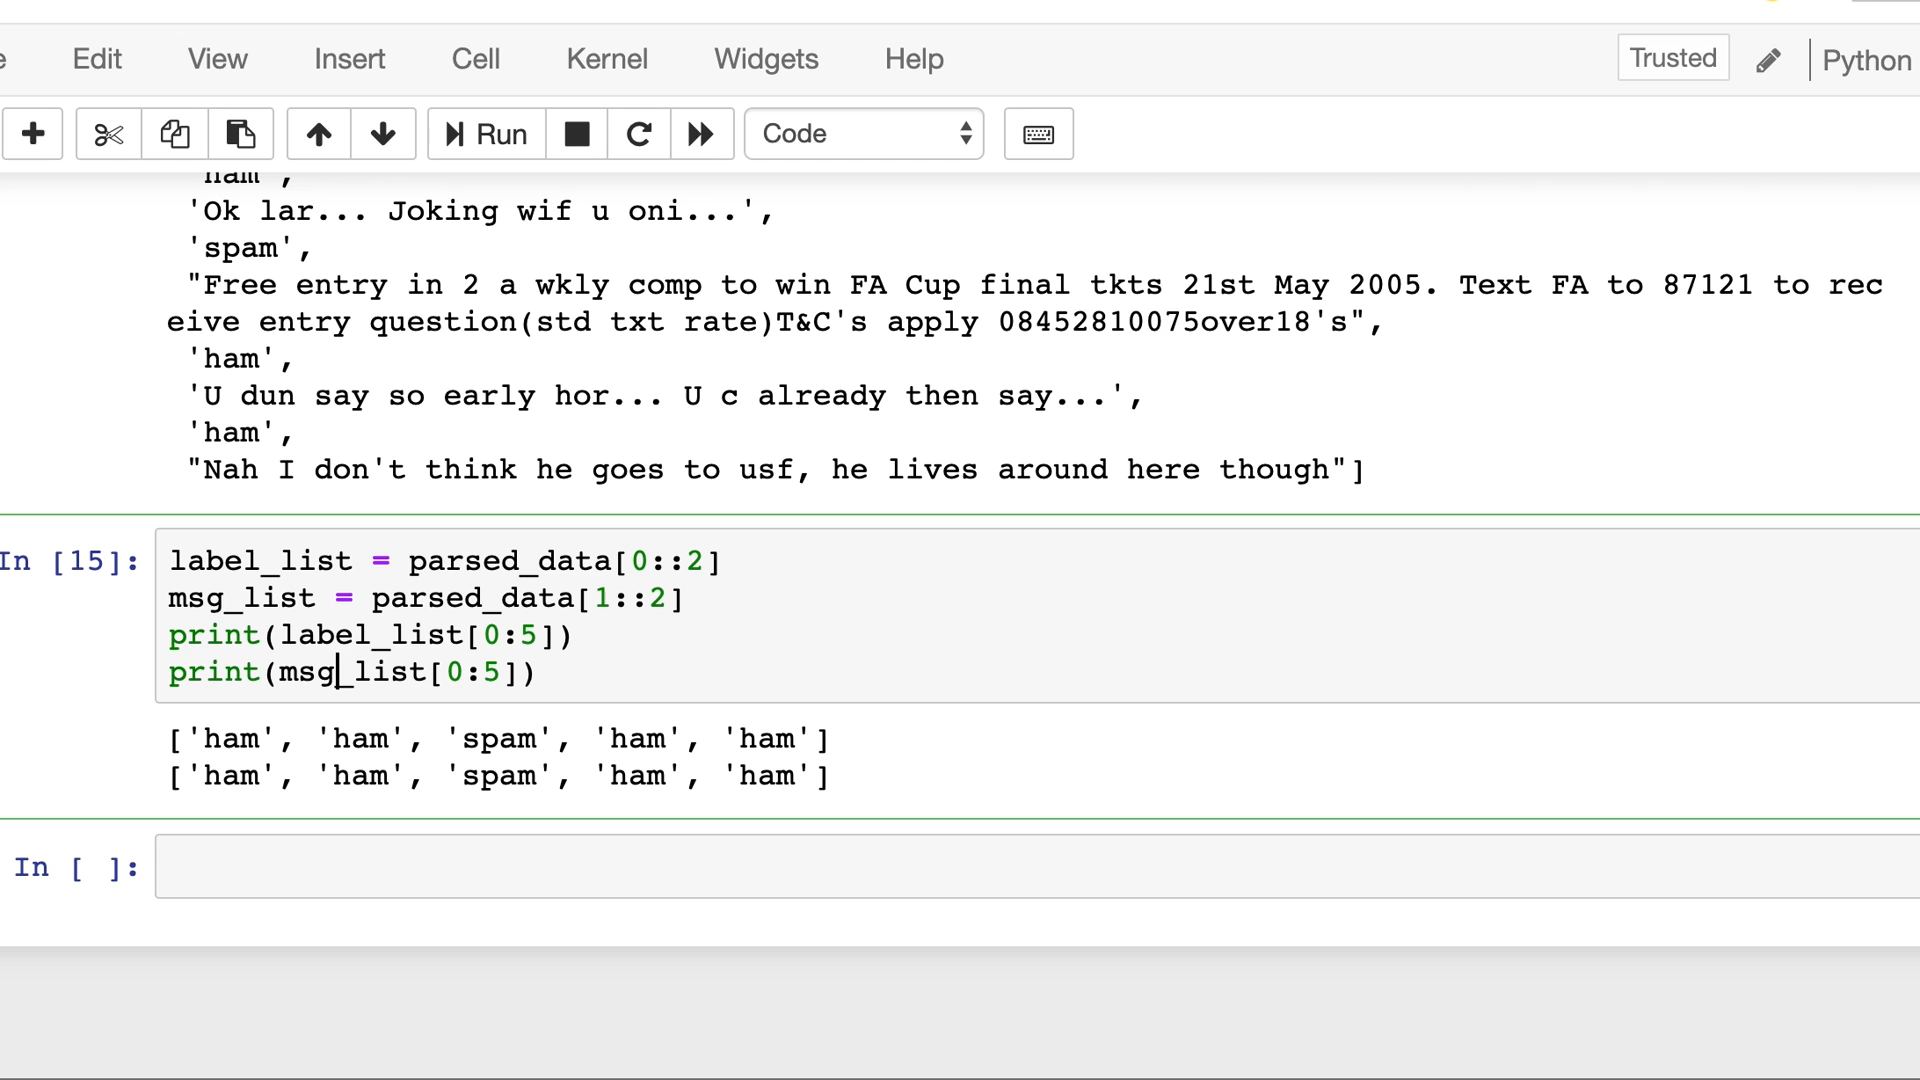 Edit View Insert Cell Kernel Widgets Help Trusted Python
Run Code
'ham',
'Ok lar... Joking wif u oni...',
'spam',
"Free entry in 2 a wkly comp to win FA Cup final tkts 21st May 2005. Text FA to 87121 to rec
eive entry question(std txt rate)T&C's apply 08452810075over18's",
'ham',
'U dun say so early hor... U c already then say...',
'ham',
"Nah I don't think he goes to usf, he lives around here though"]
In [15]: label_list = parsed_data[0::2]
msg_list = parsed_data[1::2]
print(label_list[0:5])
print(msg_list[0:5])
['ham', 'ham', 'spam', 'ham', 'ham']
['ham', 'ham', 'spam', 'ham', 'ham']
In [ ]: